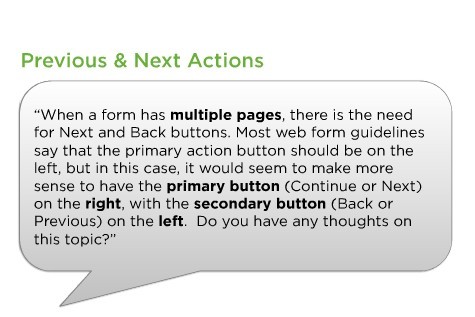 Previous & Next Actions
“When a form has multiple pages, there is the need
for Next and Back buttons. Most web form guidelines
say that the primary action button should be on the
left, but in this case, it would seem to make more
sense to have the primary button (Continue or Next)
on the right, with the secondary button (Back or
Previous) on the left.  Do you have any thoughts on
this topic?”